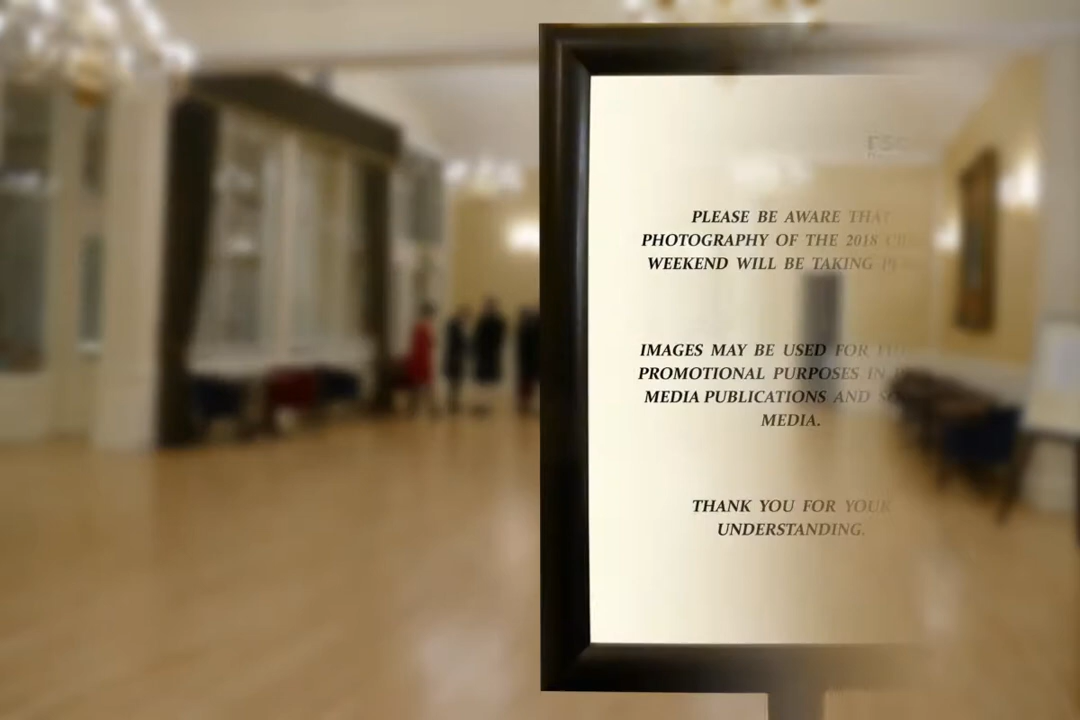 PLEASE BE AWARE THAT
PHOTOGRAPHY OF THE 2018
WEEKEND WILL BE TAKING
IMAGES MAY BE USED FOR
PROMOTIONAL PURPOSES IN
MEDIA PUBLICATIONS AND
MEDIA.
THANK YOU FOR YOUR
UNDERSTANDING.